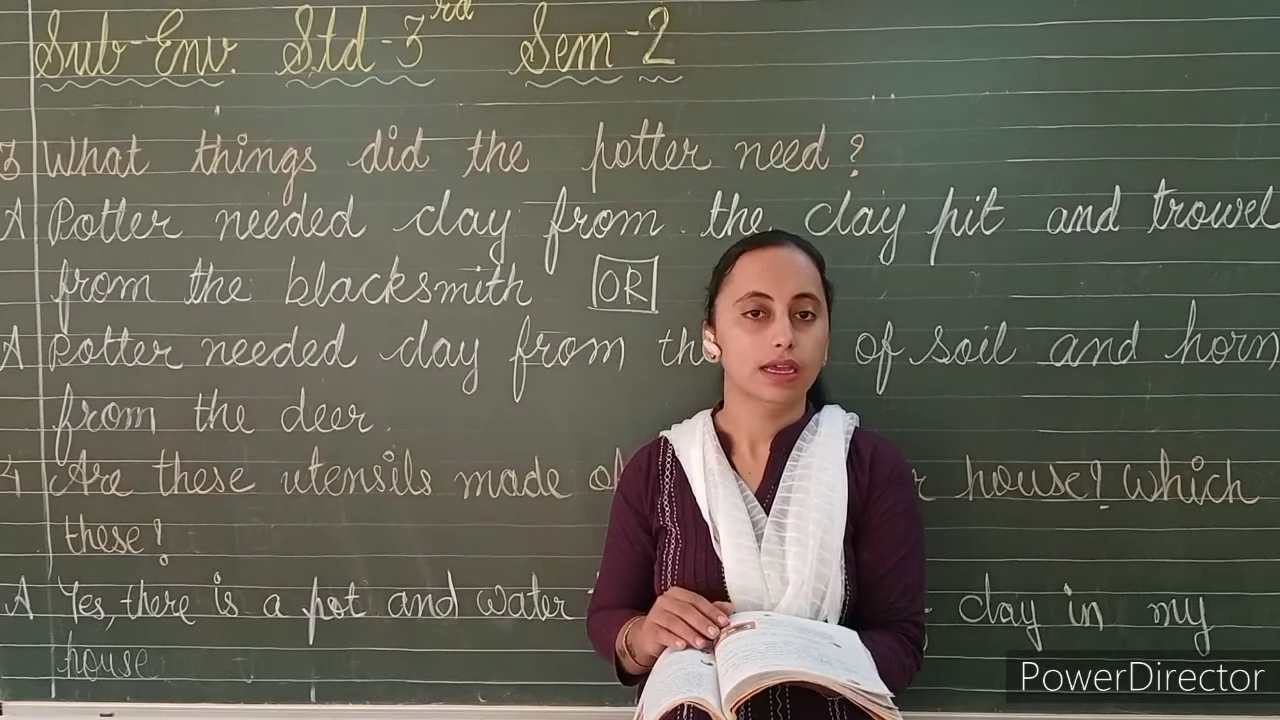 Sub-Env. Std-3rd Sem-2
3 What things did the potter need?
A Potter needed clay from the clay pit and trowel
from the blacksmith OR
A Potter needed clay from of soil and horn
from the deer.
4 Are these utensils made house? Which
these?
A Yes, there is a pot and water clay in my
house
PowerDirector